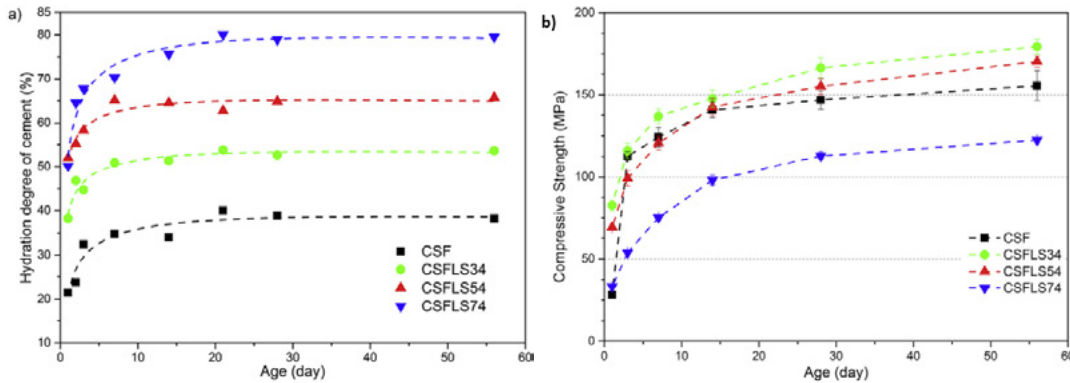 a)
Hydration degree of cement (%)
85
80
75
70
65
60
55
50
45
40
35
30
25
20
15
10
0 10 20 30 40 50 60
Age (day)
CSF
CSFLS34
CSFLS54
CSFLS74
b)
Compressive Strength (MPa)
200
150
100
50
0
0 10 20 30 40 50 60
Age (day)
CSF
CSFLS34
CSFLS54
CSFLS74